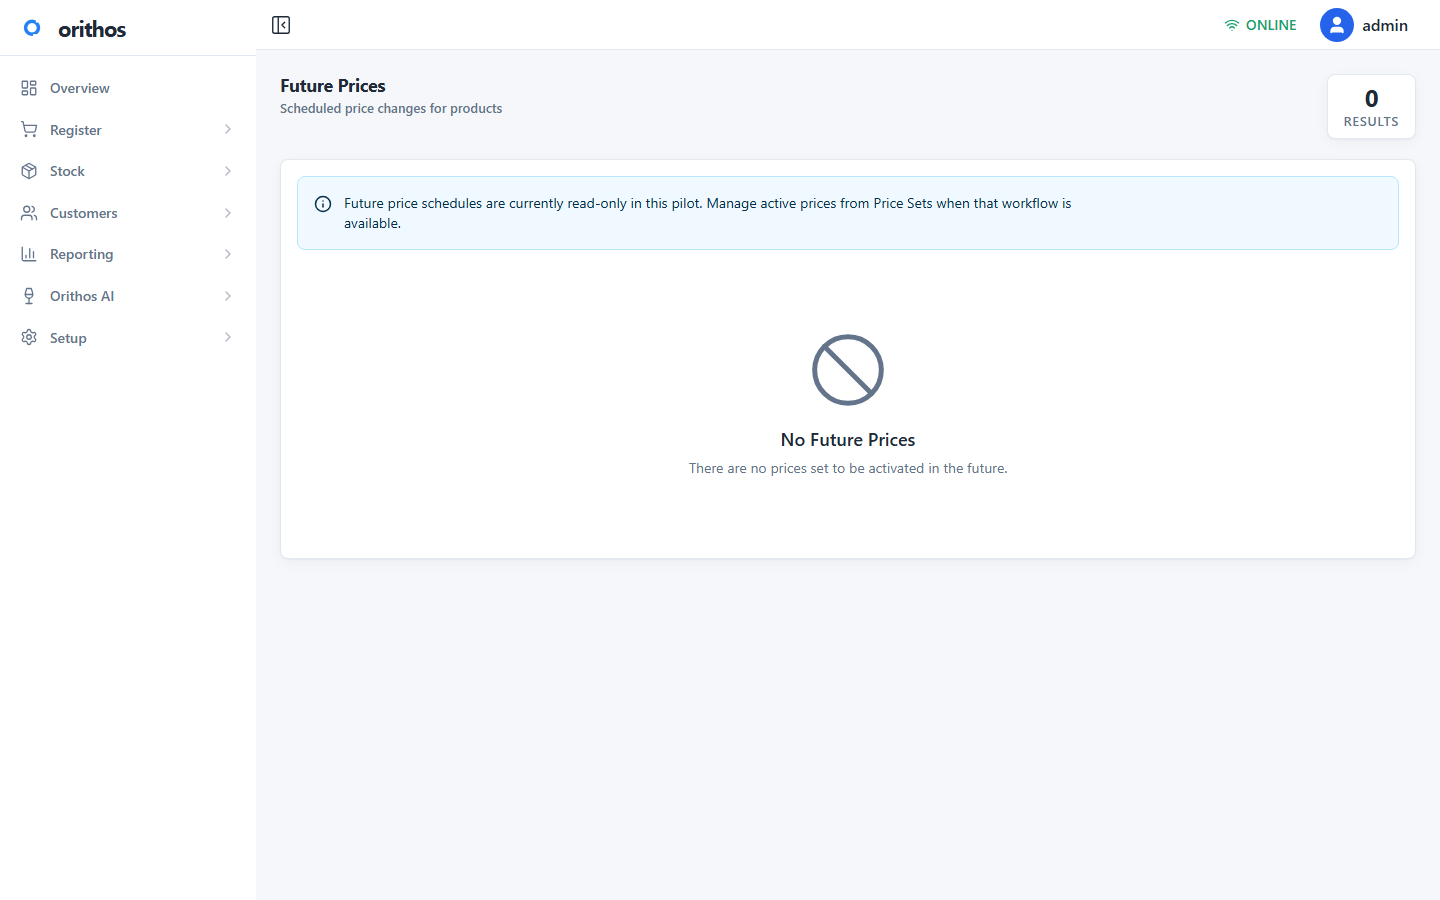 orithos
ONLINE
admin
Overview
Register
Stock
Customers
Reporting
Orithos AI
Setup
Future Prices
Scheduled price changes for products
0
RESULTS
Future price schedules are currently read-only in this pilot. Manage active prices from Price Sets when that workflow is
available.
No Future Prices
There are no prices set to be activated in the future.